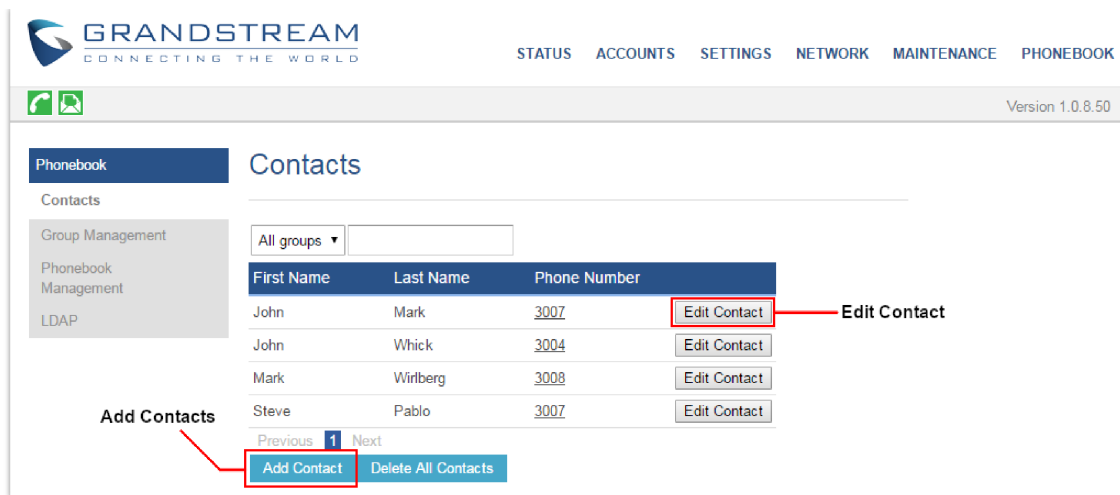 GRANDSTREAM
CONNECTING THE WORLD
STATUS ACCOUNTS SETTINGS NETWORK MAINTENANCE PHONEBOOK
Version 1.0.8.50
Phonebook
Contacts
Group Management
Phonebook
Management
LDAP
Contacts
All groups
First Name Last Name Phone Number
John Mark 3007 Edit Contact
Edit Contact
John Whick 3004 Edit Contact
Mark Wirlberg 3008 Edit Contact
Steve Pablo 3007 Edit Contact
Add Contacts
Previous 1 Next
Add Contact Delete All Contacts